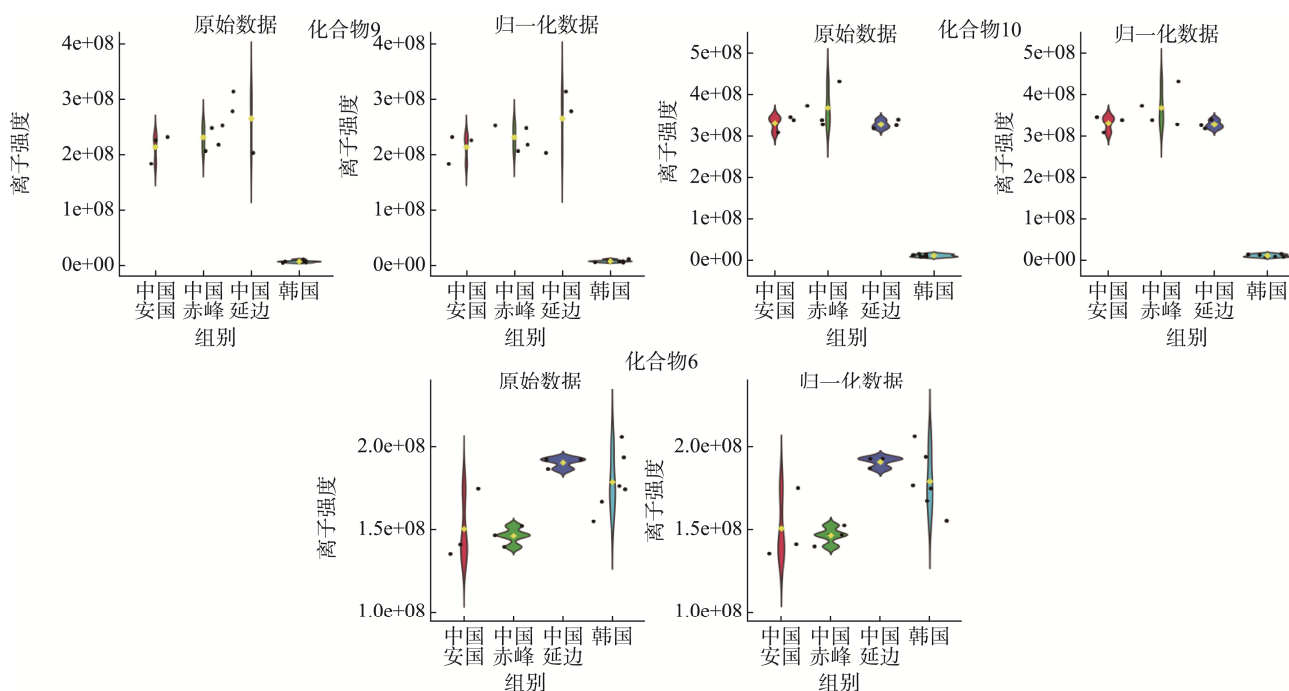 化合物9
原始数据
离子强度
4e+08
3e+08
2e+08
1e+08
0e+00
中国
安国
中国
赤峰
中国
延边
韩国
组别
归一化数据
离子强度
4e+08
3e+08
2e+08
1e+08
0e+00
中国
安国
中国
赤峰
中国
延边
韩国
组别
化合物10
原始数据
离子强度
5e+08
4e+08
3e+08
2e+08
1e+08
0e+00
中国
安国
中国
赤峰
中国
延边
韩国
组别
归一化数据
离子强度
5e+08
4e+08
3e+08
2e+08
1e+08
0e+00
中国
安国
中国
赤峰
中国
延边
韩国
组别
化合物6
原始数据
离子强度
2.0e+08
1.5e+08
1.0e+08
中国
安国
中国
赤峰
中国
延边
韩国
组别
归一化数据
离子强度
2.0e+08
1.5e+08
1.0e+08
中国
安国
中国
赤峰
中国
延边
韩国
组别